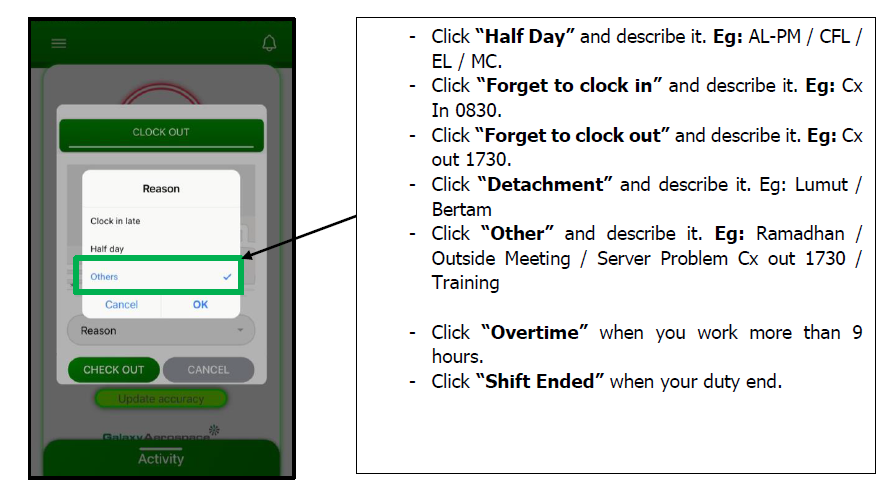 CLOCK OUT
Reason
Clock in late
Half day
Others
Cancel OK
Reason
CHECK OUT CANCEL
Update accuracy
Galaxy Aerospace
Activity
- Click “Half Day” and describe it. Eg: AL-PM / CFL /
EL / MC.
- Click “Forget to clock in” and describe it. Eg: Cx
In 0830.
- Click “Forget to clock out” and describe it. Eg: Cx
out 1730.
- Click “Detachment” and describe it. Eg: Lumut /
Bertam
- Click “Other” and describe it. Eg: Ramadhan /
Outside Meeting / Server Problem Cx out 1730 /
Training
- Click “Overtime” when you work more than 9
hours.
- Click “Shift Ended” when your duty end.